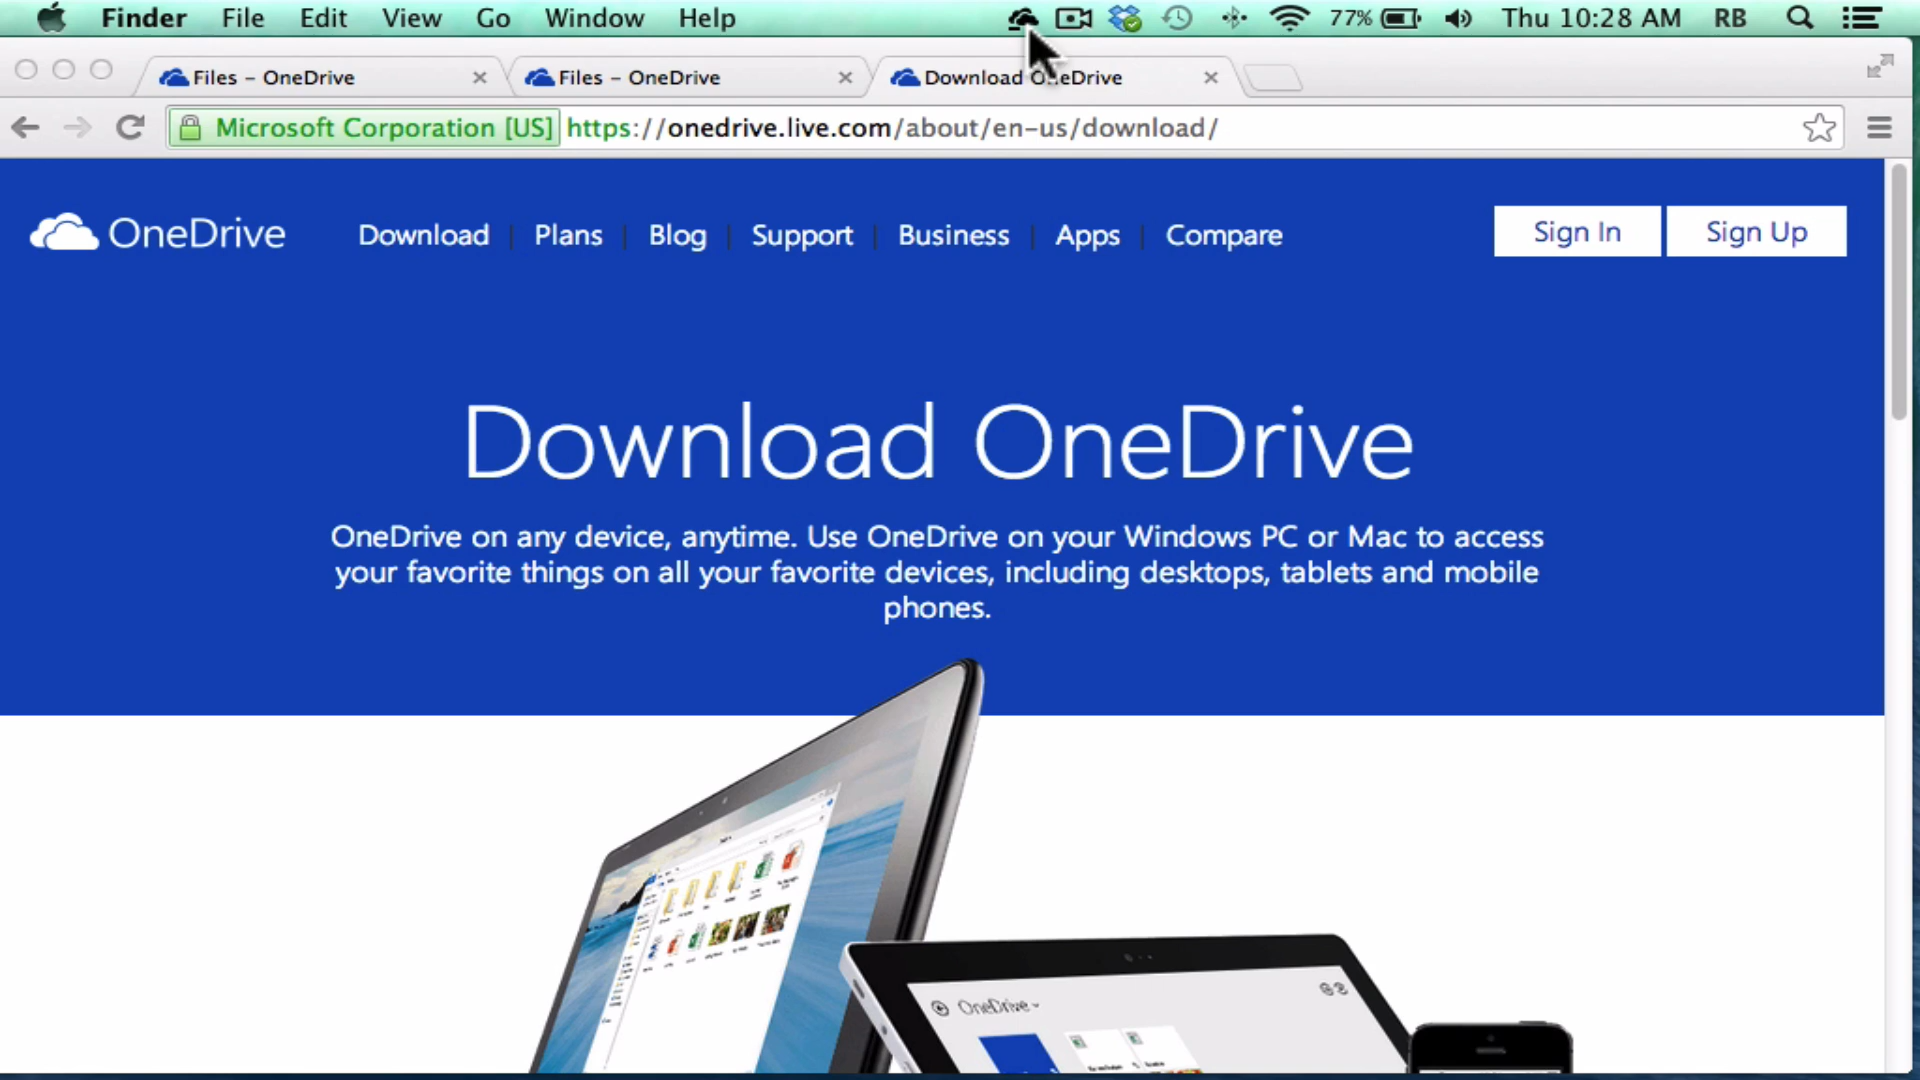 Finder File Edit View Go Window Help 77% Thu 10:28 AM RB
Files – OneDrive Files – OneDrive Download OneDrive
Microsoft Corporation [US] https://onedrive.live.com/about/en-us/download/
OneDrive Download Plans Blog Support Business Apps Compare Sign In Sign Up
Download OneDrive
OneDrive on any device, anytime. Use OneDrive on your Windows PC or Mac to access
your favorite things on all your favorite devices, including desktops, tablets and mobile
phones.
OneDrive